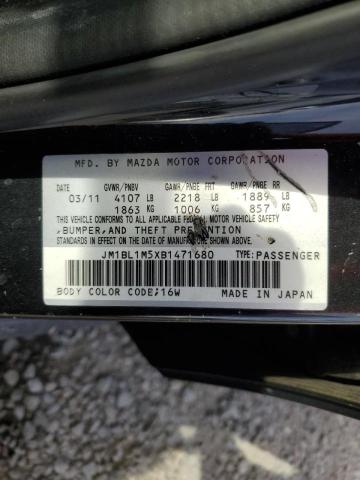 MFD. BY MAZDA MOTOR CORPORATION
GVWR/PNBV GAWR/PNBE FRT GAWR/PNBE RR
03/11 4107 LB 2218 LB 1889 LB
1863 KG 1006 KG 857 KG
THIS VEHICLE CONFORMS TO ALL APPLICABLE FEDERAL MOTOR VEHICLE SAFETY
,BUMPER,AND THEFT PREVENTION
STANDARDS IN EFFECT ON THE DATE OF MANUFACTURE SHOWN ABOVE.
JM1BL1M5XB1471680 TYPE:PASSENGER
BODY COLOR CODE;16W MADE IN JAPAN